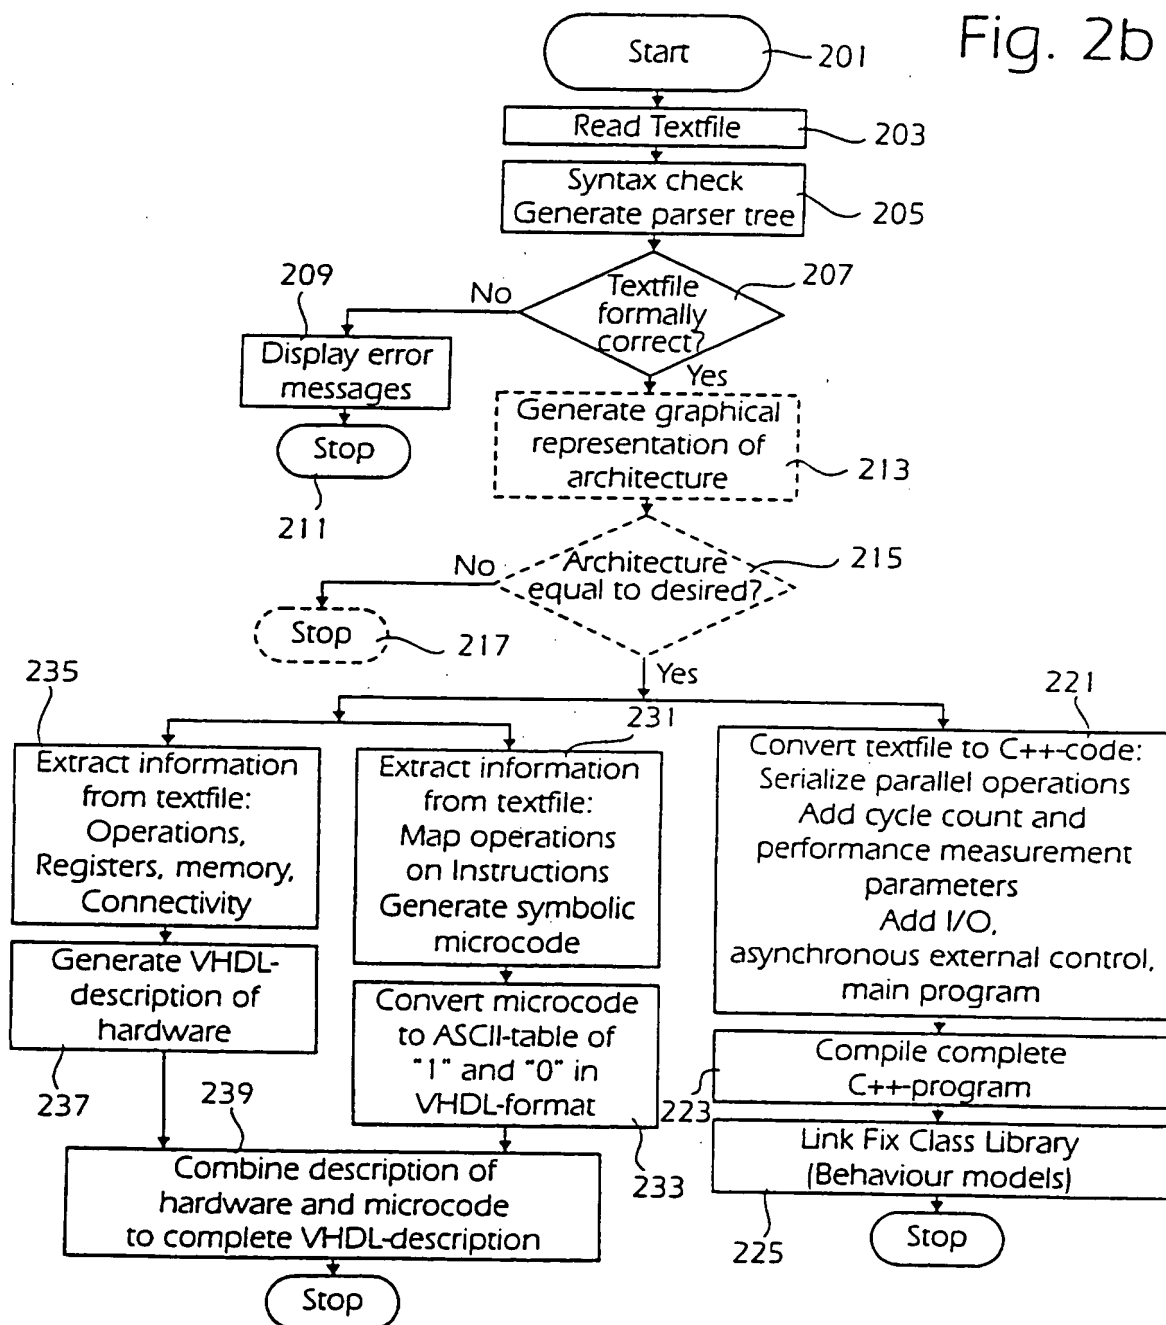 Fig. 2b
Start
201
Read Textfile
203
Syntax check
Generate parser tree
205
207
Textfile
formally
correct?
No
209
Display error
messages
Stop
211
Yes
Generate graphical
representation of
architecture
213
Architecture
equal to desired?
215
No
Stop
217
Yes
235
Extract information
from textfile:
Operations,
Registers, memory,
Connectivity
Generate VHDL-
description of
hardware
237
231
Extract information
from textfile:
Map operations
on Instructions
Generate symbolic
microcode
Convert microcode
to ASCII-table of
"1" and "0" in
VHDL-format
233
239
Combine description of
hardware and microcode
to complete VHDL-description
Stop
221
Convert textfile to C++-code:
Serialize parallel operations
Add cycle count and
performance measurement
parameters
Add I/O,
asynchronous external control,
main program
Compile complete
C++-program
223
Link Fix Class Library
(Behaviour models)
225
Stop